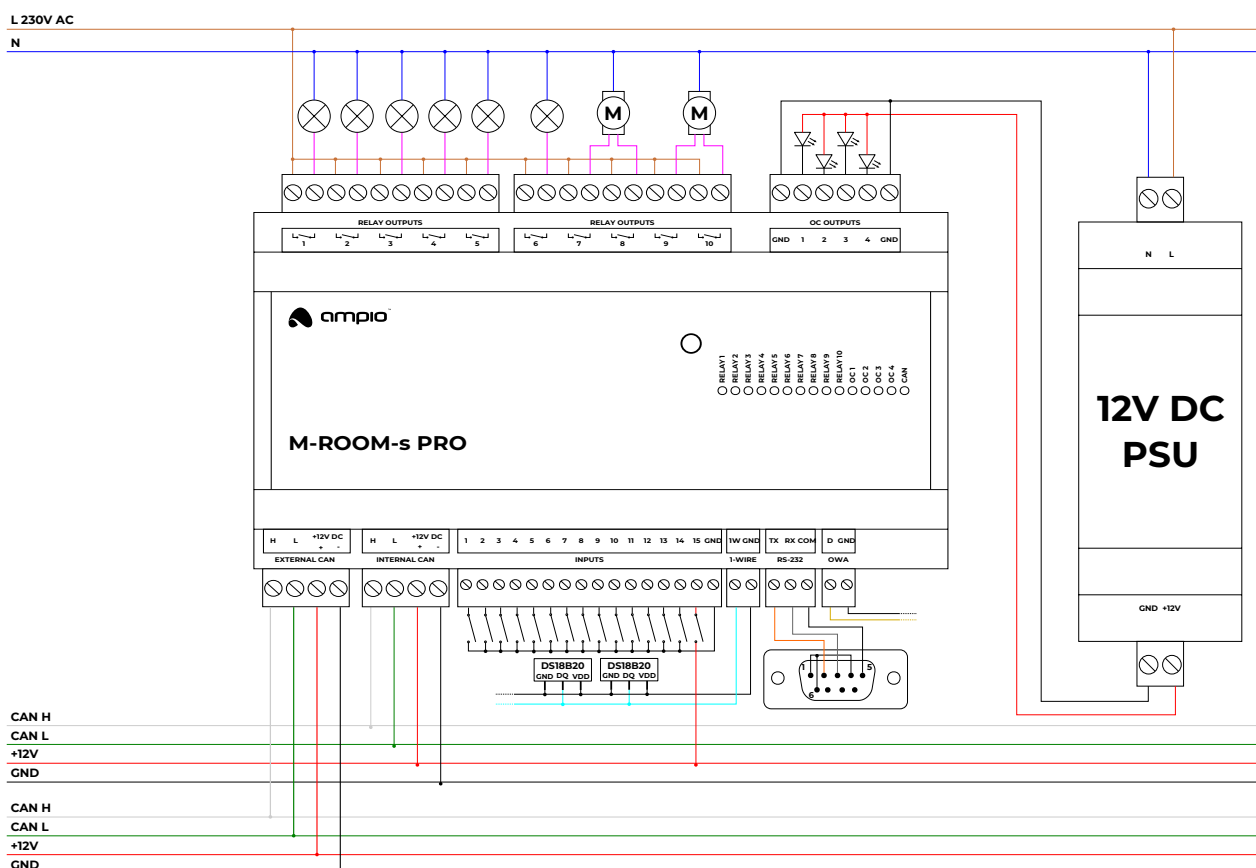 L 230V AC
N
M M
RELAY OUTPUTS RELAY OUTPUTS OC OUTPUTS
1 2 3 4 5 6 7 8 9 10 GND 1 2 3 4 GND
N L
ampio
RELAY 1 RELAY 2 RELAY 3 RELAY 4 RELAY 5 RELAY 6 RELAY 7 RELAY 8 RELAY 9 RELAY 10 OC 1 OC 2 OC 3 OC 4 CAN
12V DC
PSU
M-ROOM-s PRO
H L +12V DC H L +12V DC 1 2 3 4 5 6 7 8 9 10 11 12 13 14 15 GND 1W GND TX RX COM D GND
+ - + -
EXTERNAL CAN INTERNAL CAN INPUTS 1-WIRE RS-232 OWA
GND +12V
DS18B20 DS18B20
GND DQ VDD GND DQ VDD
1 5
6
CAN H
CAN L
+12V
GND
CAN H
CAN L
+12V
GND